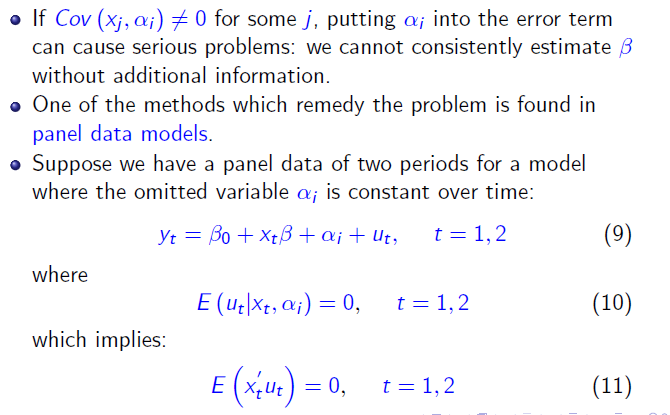 • If Cov (xⱼ, αᵢ) ≠ 0 for some j, putting αᵢ into the error term
can cause serious problems: we cannot consistently estimate β
without additional information.
• One of the methods which remedy the problem is found in
panel data models.
• Suppose we have a panel data of two periods for a model
where the omitted variable αᵢ is constant over time:
yₜ = β₀ + xₜβ + αᵢ + uₜ, t = 1, 2 (9)
where
E (uₜ|xₜ, αᵢ) = 0, t = 1, 2 (10)
which implies:
E (x′ₜuₜ) = 0, t = 1, 2 (11)